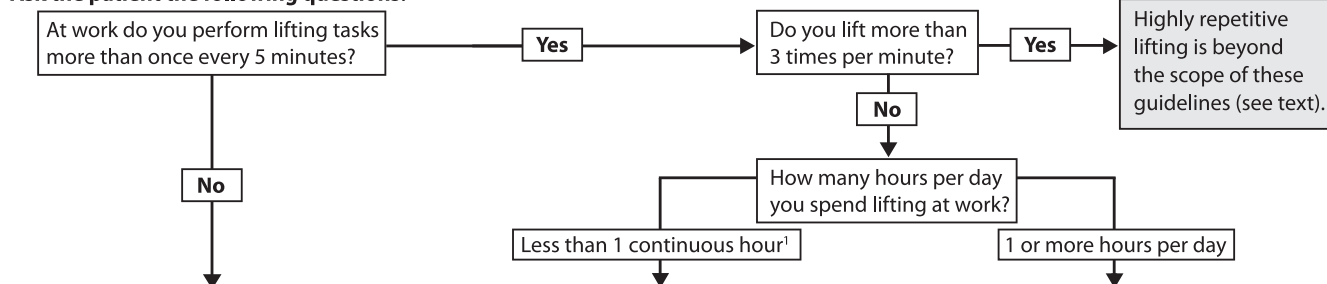 Ask the patient the following questions:
At work do you perform lifting tasks
more than once every 5 minutes?
Yes
Do you lift more than
3 times per minute?
Yes
Highly repetitive
lifting is beyond
the scope of these
guidelines (see text).
No
No
How many hours per day
you spend lifting at work?
Less than 1 continuous hour¹
1 or more hours per day